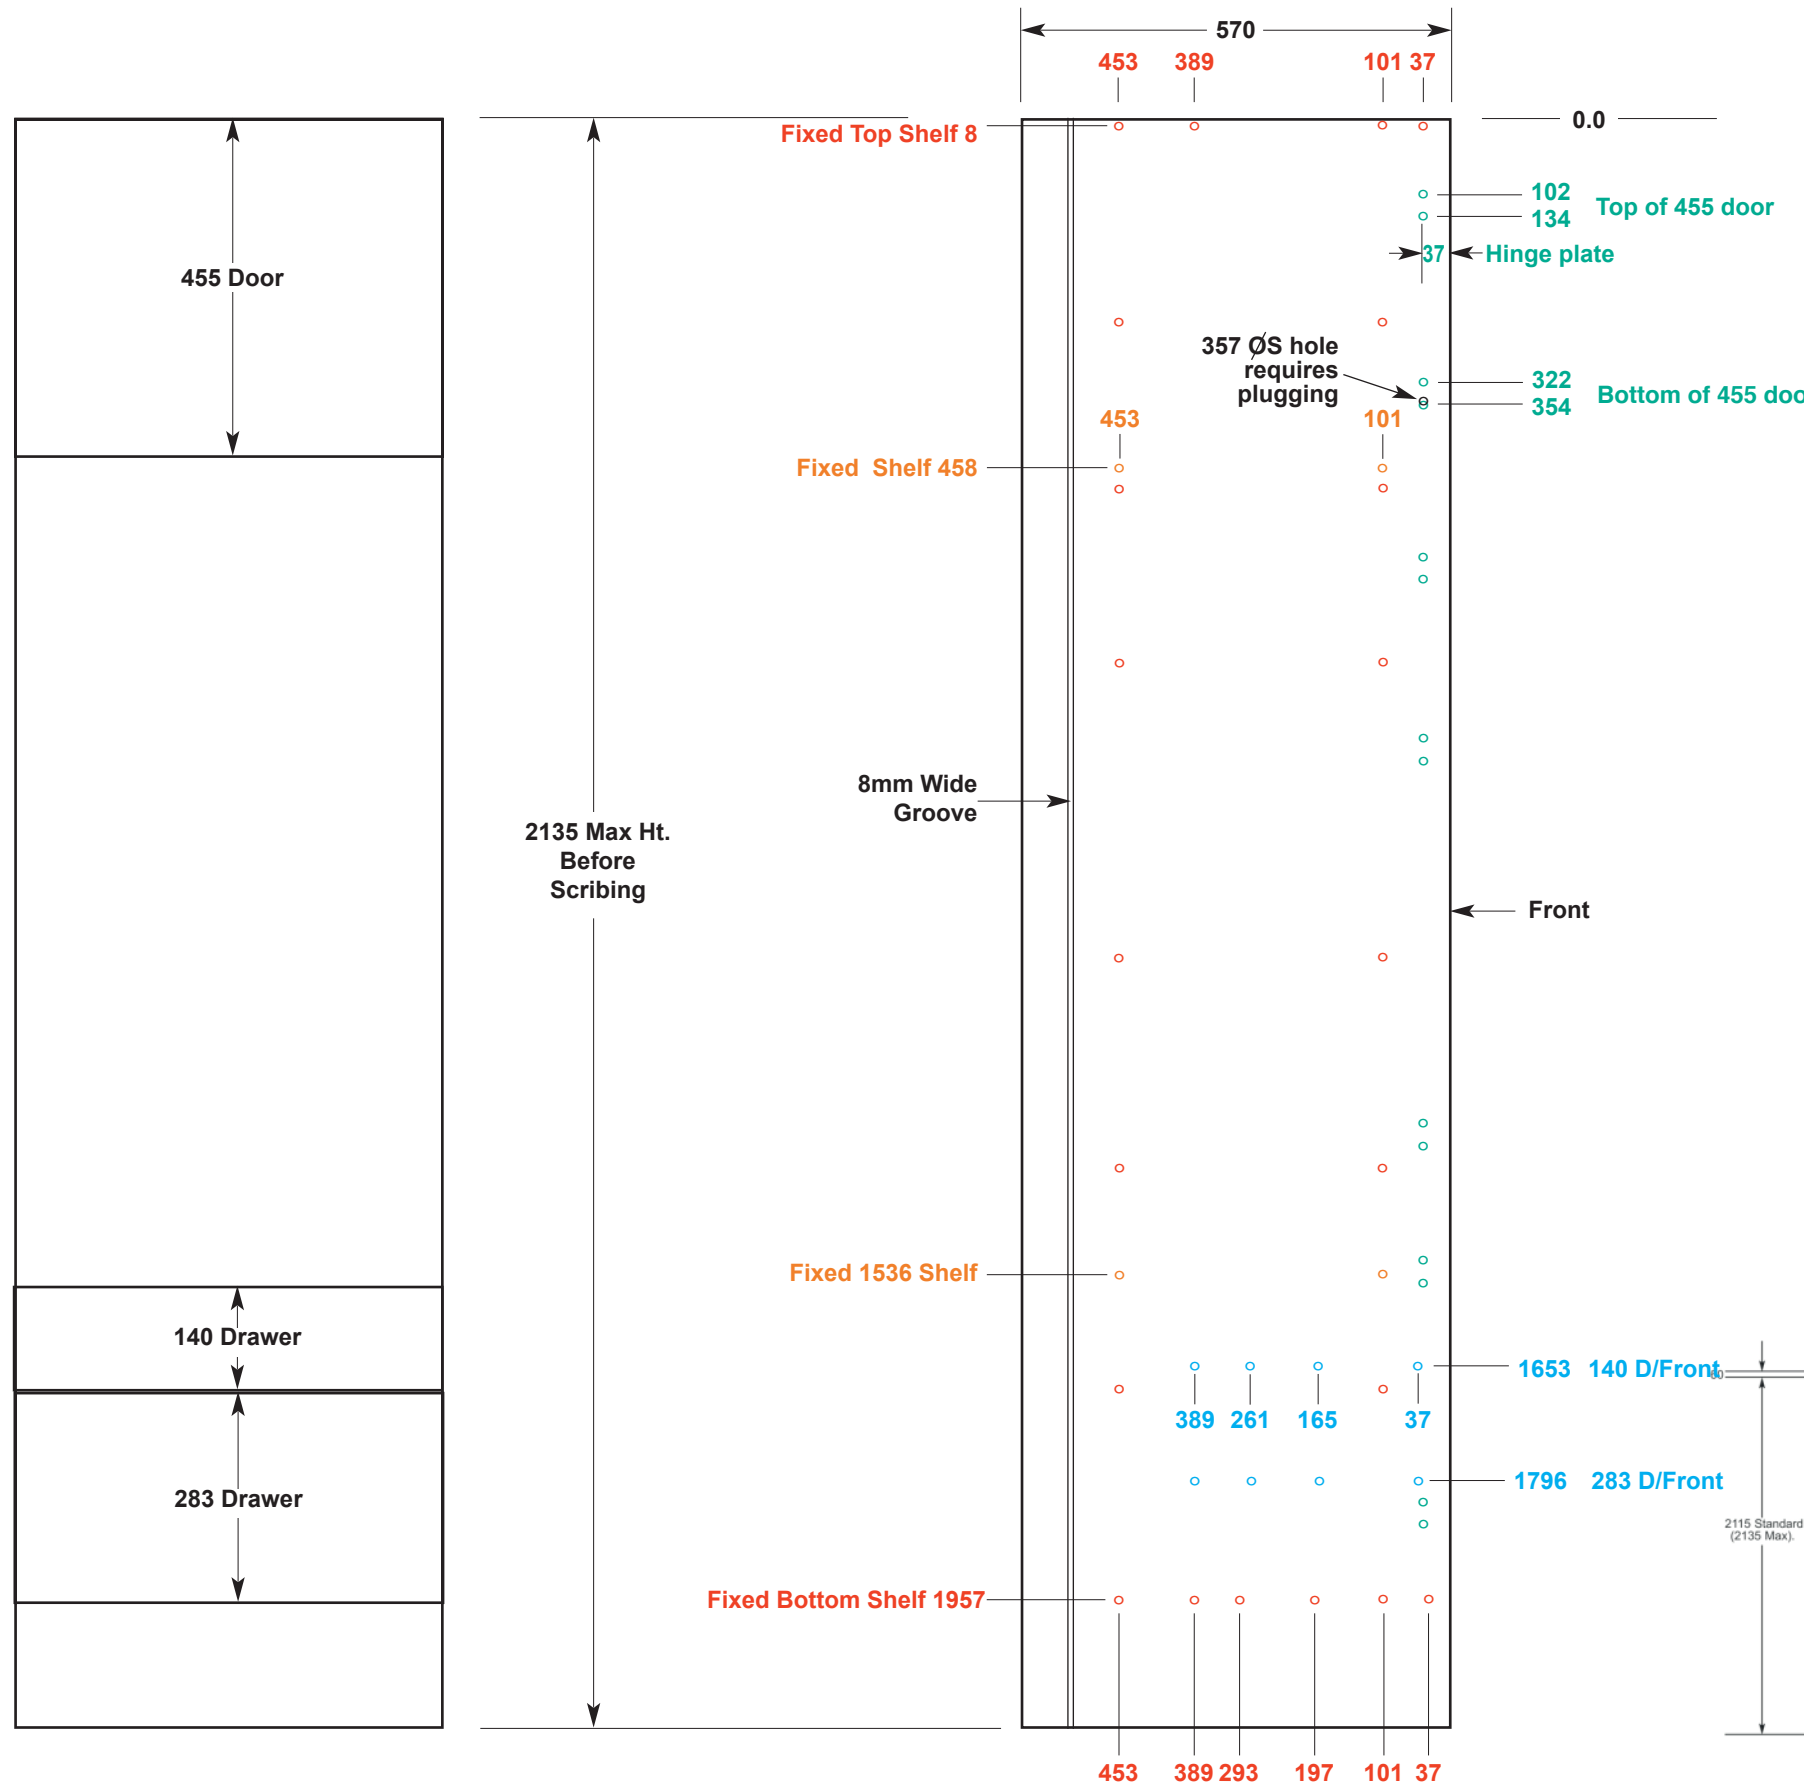 570
453 389 101 37
0.0
Fixed Top Shelf 8
102
134
Top of 455 door
37 Hinge plate
455 Door
357 ØS hole
requires
plugging
322
354
Bottom of 455 doo
453 101
Fixed Shelf 458
8mm Wide
Groove
2135 Max Ht.
Before
Scribing
Front
Fixed 1536 Shelf
140 Drawer
1653 140 D/Front
389 261 165 37
283 Drawer
1796 283 D/Front
2115 Standard
(2135 Max).
Fixed Bottom Shelf 1957
453 389 293 197 101 37